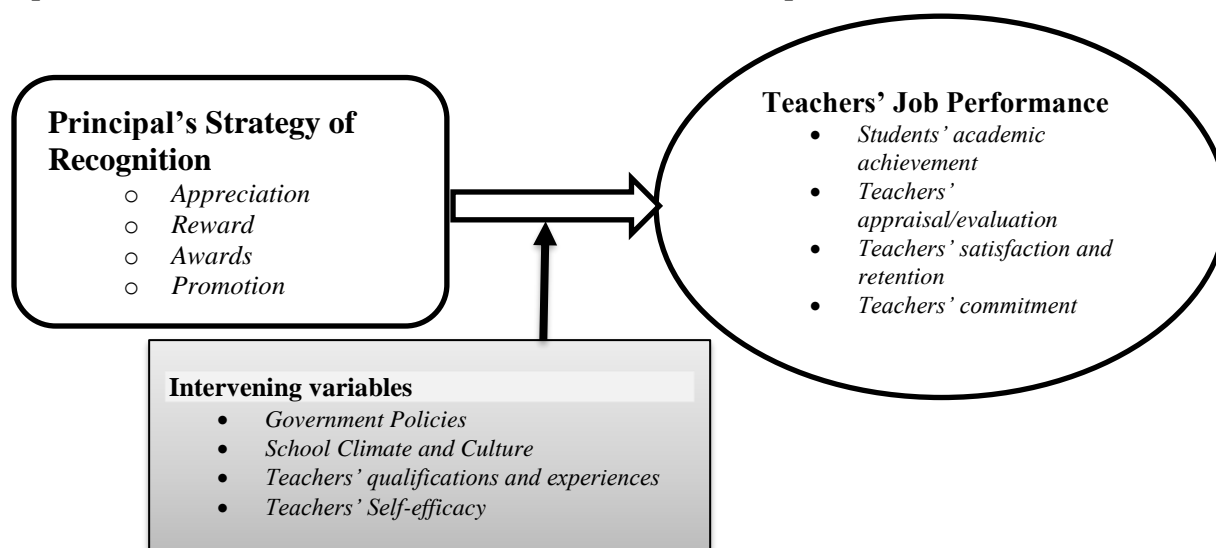 Principal's Strategy of
Recognition
o Appreciation
o Reward
o Awards
o Promotion
Teachers' Job Performance
• Students' academic
achievement
• Teachers'
appraisal/evaluation
• Teachers' satisfaction and
retention
• Teachers' commitment
Intervening variables
• Government Policies
• School Climate and Culture
• Teachers' qualifications and experiences
• Teachers' Self-efficacy